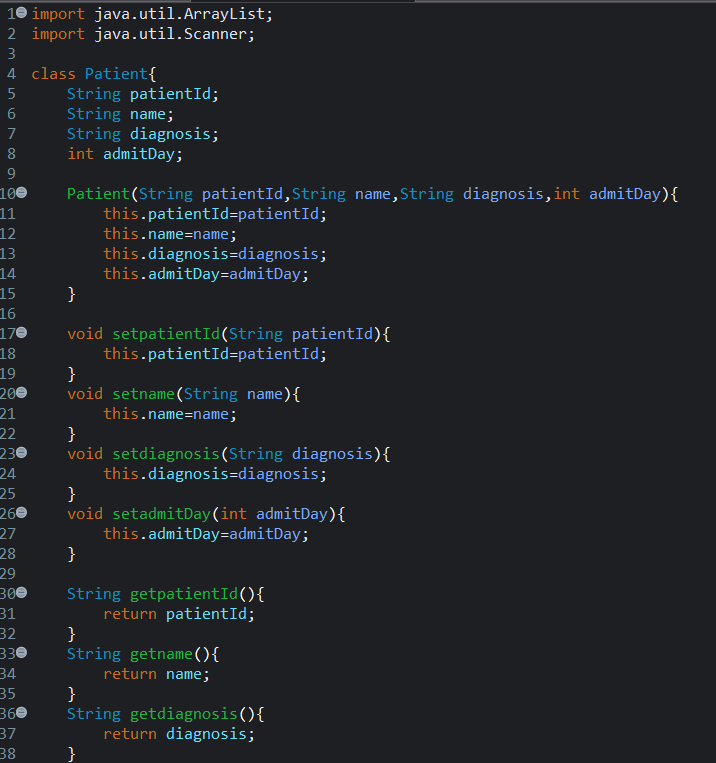 1 import java.util.ArrayList;
2 import java.util.Scanner;
3
4 class Patient{
5     String patientId;
6     String name;
7     String diagnosis;
8     int admitDay;
9
10     Patient(String patientId,String name,String diagnosis,int admitDay){
11         this.patientId=patientId;
12         this.name=name;
13         this.diagnosis=diagnosis;
14         this.admitDay=admitDay;
15     }
16
17     void setpatientId(String patientId){
18         this.patientId=patientId;
19     }
20     void setname(String name){
21         this.name=name;
22     }
23     void setdiagnosis(String diagnosis){
24         this.diagnosis=diagnosis;
25     }
26     void setadmitDay(int admitDay){
27         this.admitDay=admitDay;
28     }
29
30     String getpatientId(){
31         return patientId;
32     }
33     String getname(){
34         return name;
35     }
36     String getdiagnosis(){
37         return diagnosis;
38     }